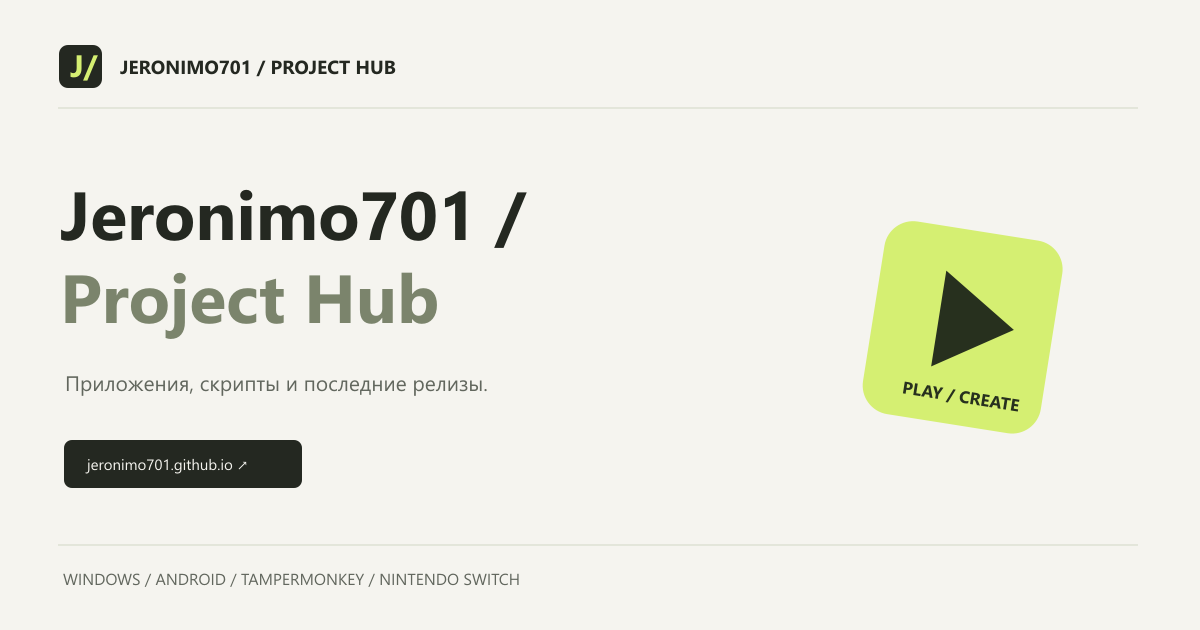 J/
JERONIMO701 / PROJECT HUB
Jeronimo701 /
Project Hub
Приложения, скрипты и последние релизы.
jeronimo701.github.io ↗
PLAY / CREATE
WINDOWS / ANDROID / TAMPERMONKEY / NINTENDO SWITCH